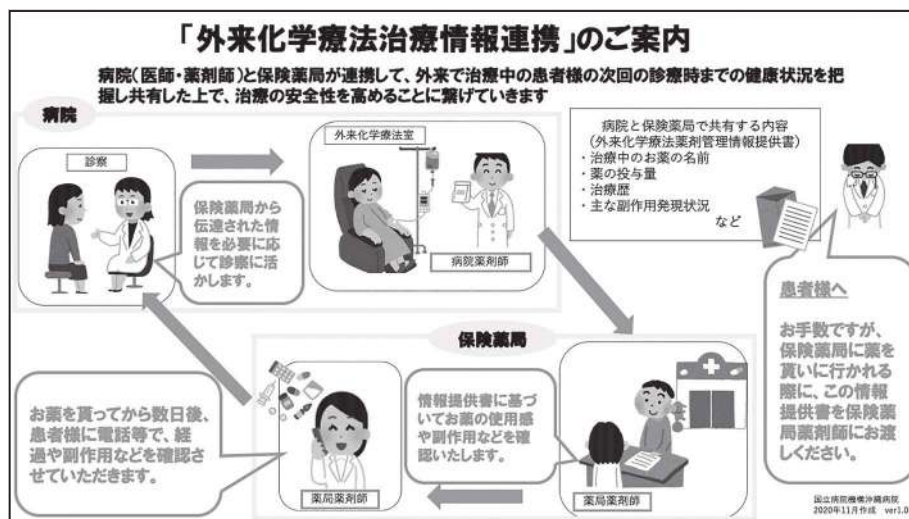 「外来化学療法治療情報連携」のご案内
病院(医師・薬剤師)と保険薬局が連携して、外来で治療中の患者様の次回の診療時までの健康状況を把
握し共有した上で、治療の安全性を高めることに繋げていきます
病院
診察
保険薬局から
伝達された情
報を必要に応
じて診察に活
かします。
外来化学療法室
病院薬剤師
病院と保険薬局で共有する内容
(外来化学療法薬剤管理情報提供書)
・治療中のお薬の名前
・薬の投与量
・治療歴
・主な副作用発現状況
など
患者様へ
お手数ですが、
保険薬局に薬を
貰いに行かれる
際に、この情報
提供書を保険薬
局薬剤師にお渡
しください。
保険薬局
情報提供書に基づ
いてお薬の使用感
や副作用などを確
認いたします。
薬局薬剤師
お薬を貰ってから数日後、
患者様に電話等で、経
過や副作用などを確認さ
せていただきます。
薬局薬剤師
国立病院機構沖縄病院
2020年11月作成 ver1.0